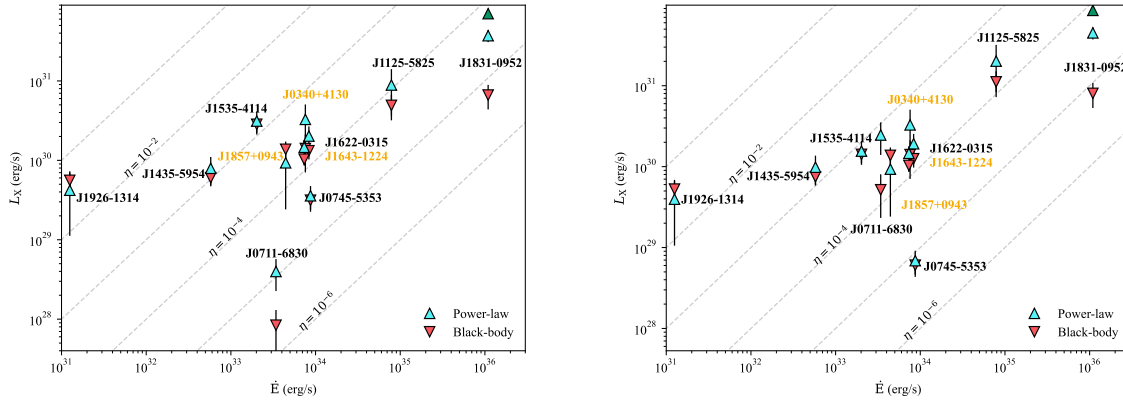 10^31
10^30
10^29
10^28
L_X (erg/s)
J1125-5825
J1831-0952
J0340+4130
J1535-4114
J1622-0315
J1857+0943
J1643-1224
J1435-5954
J1926-1314
J0745-5353
J0711-6830
η = 10^−2
η = 10^−4
η = 10^−6
Power-law
Black-body
10^31 10^32 10^33 10^34 10^35 10^36
Ė (erg/s)
10^31
10^30
10^29
10^28
L_X (erg/s)
J1125-5825
J1831-0952
J0340+4130
J1535-4114
J1622-0315
J1643-1224
J1435-5954
J1926-1314
J1857+0943
J0711-6830
J0745-5353
η = 10^−2
η = 10^−4
η = 10^−6
Power-law
Black-body
10^31 10^32 10^33 10^34 10^35 10^36
Ė (erg/s)